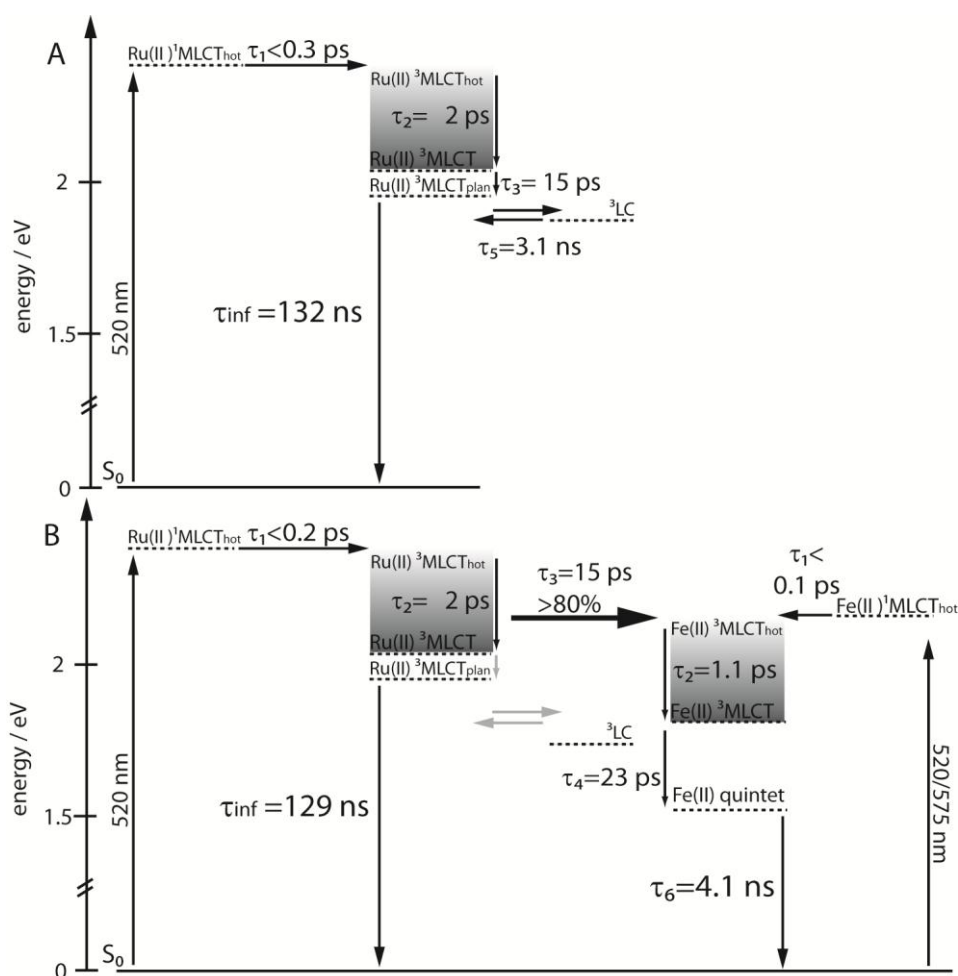 A
Ru(II) ¹MLCThot
τ₁<0.3 ps
Ru(II) ³MLCThot
τ₂= 2 ps
Ru(II) ³MLCT
2
Ru(II) ³MLCTplan
τ₃= 15 ps
³LC
τ₅=3.1 ns
energy / eV
520 nm
τinf =132 ns
1.5
S₀
0
B
Ru(II) ¹MLCThot
τ₁<0.2 ps
Ru(II) ³MLCThot
τ₂= 2 ps
Ru(II) ³MLCT
2
Ru(II) ³MLCTplan
τ₃=15 ps
>80%
τ₁<
0.1 ps
Fe(II) ¹MLCThot
Fe(II) ³MLCThot
τ₂=1.1 ps
Fe(II) ³MLCT
³LC
τ₄=23 ps
Fe(II) quintet
energy / eV
520 nm
τinf =129 ns
1.5
520/575 nm
τ₆=4.1 ns
S₀
0